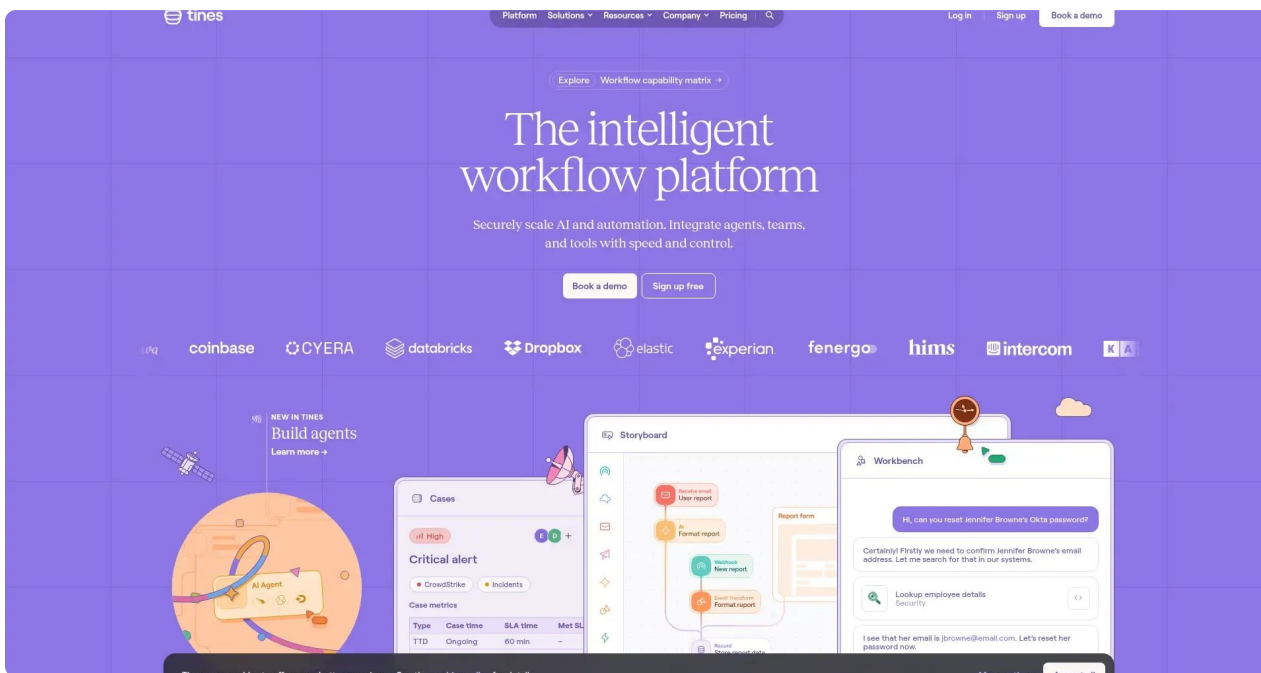 tines
Platform Solutions Resources Company Pricing
Log in Sign up Book a demo
Explore Workflow capability matrix →
The intelligent
workflow platform
Securely scale AI and automation. Integrate agents, teams,
and tools with speed and control.
Book a demo Sign up free
coinbase CYERA databricks Dropbox elastic experian. fenergo hims intercom K A
NEW IN TINES
Build agents
Learn more →
AI Agent
Cases
High
E D +
Critical alert
CrowdStrike Incidents
Case metrics
Type Case time SLA time Met SL
TTD Ongoing 60 min –
Storyboard
Receive email
User report
AI
Format report
Webhook
New report
Event Transform
Format report
Record
Store report data
Report form
Workbench
Hi, can you reset Jennifer Browne's Okta password?
Certainly! Firstly we need to confirm Jennifer Browne's email
address. Let me search for that in our systems.
Lookup employee details
Security
I see that her email is jbrowne@email.com. Let's reset her
password now.